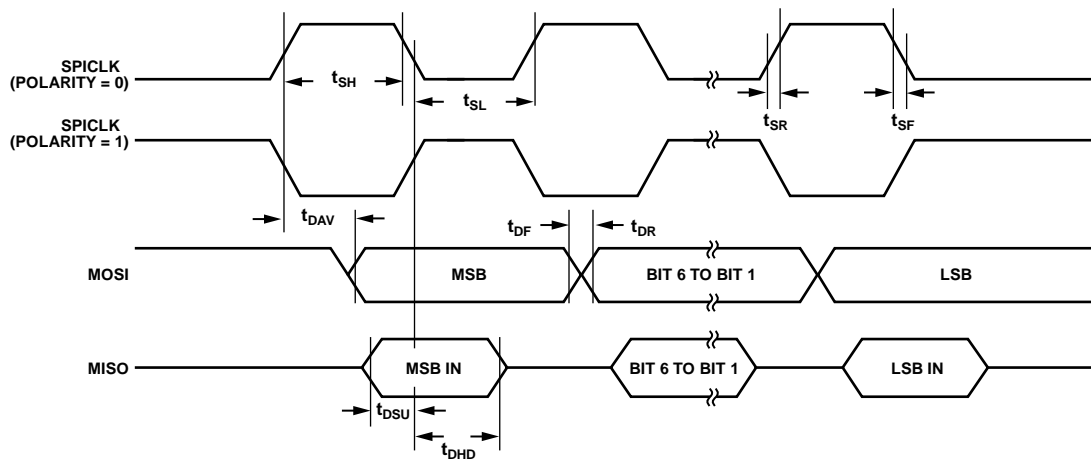 SPICLK
(POLARITY = 0)
tSH
tSL
tSR
tSF
SPICLK
(POLARITY = 1)
tDAV
tDF
tDR
MOSI
MSB
BIT 6 TO BIT 1
LSB
MISO
MSB IN
BIT 6 TO BIT 1
LSB IN
tDSU
tDHD